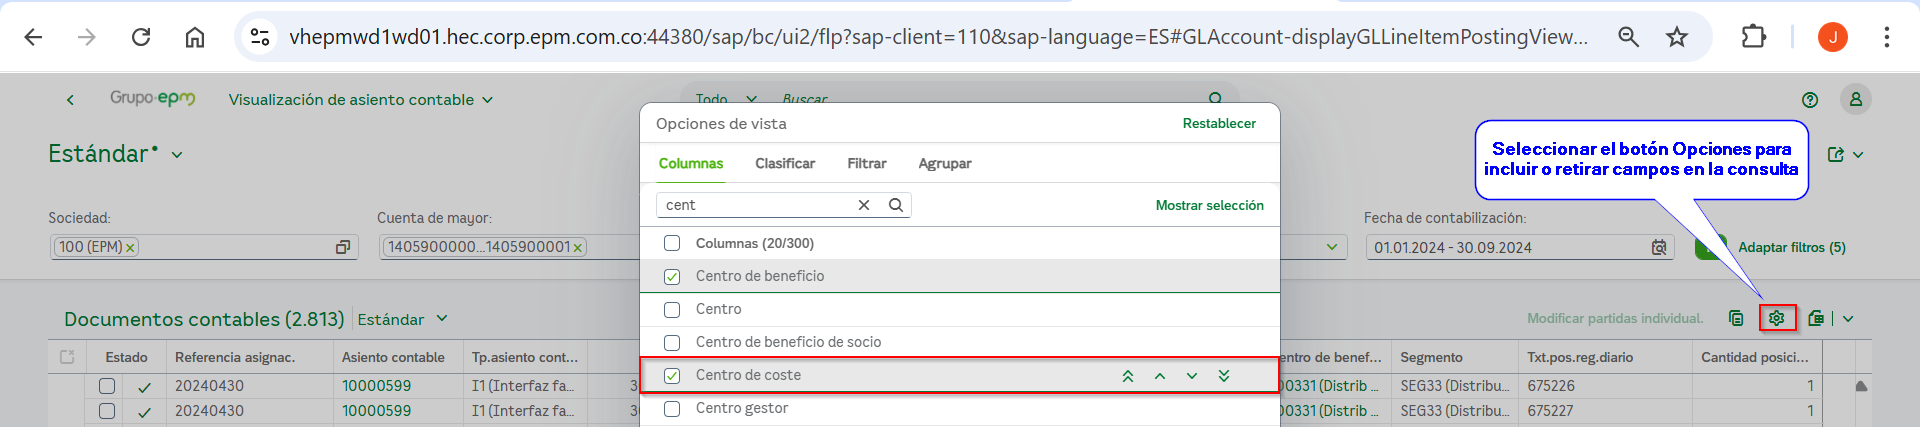 vhepmwd1wd01.hec.corp.epm.com.co:44380/sap/bc/ui2/flp?sap-client=110&sap-language=ES#GLAccount-displayGLLineItemPostingView...
J
Grupo·epm
Visualización de asiento contable
Todo
Buscar
Opciones de vista
Restablecer
Estándar*
Columnas
Clasificar
Filtrar
Agrupar
Seleccionar el botón Opciones para
incluir o retirar campos en la consulta
cent
Mostrar selección
Sociedad:
Cuenta de mayor:
Fecha de contabilización:
100 (EPM)
1405900000...1405900001
Columnas (20/300)
01.01.2024 - 30.09.2024
Adaptar filtros (5)
Centro de beneficio
Centro
Documentos contables (2.813)
Estándar
Modificar partidas individual.
Centro de beneficio de socio
Estado
Referencia asignac.
Asiento contable
Tp.asiento cont...
entro de benef...
Segmento
Txt.pos.reg.diario
Cantidad posici...
Centro de coste
20240430
10000599
I1 (Interfaz fa...
00331 (Distrib ...
SEG33 (Distribu...
675226
1
Centro gestor
20240430
10000599
I1 (Interfaz fa...
00331 (Distrib ...
SEG33 (Distribu...
675227
1